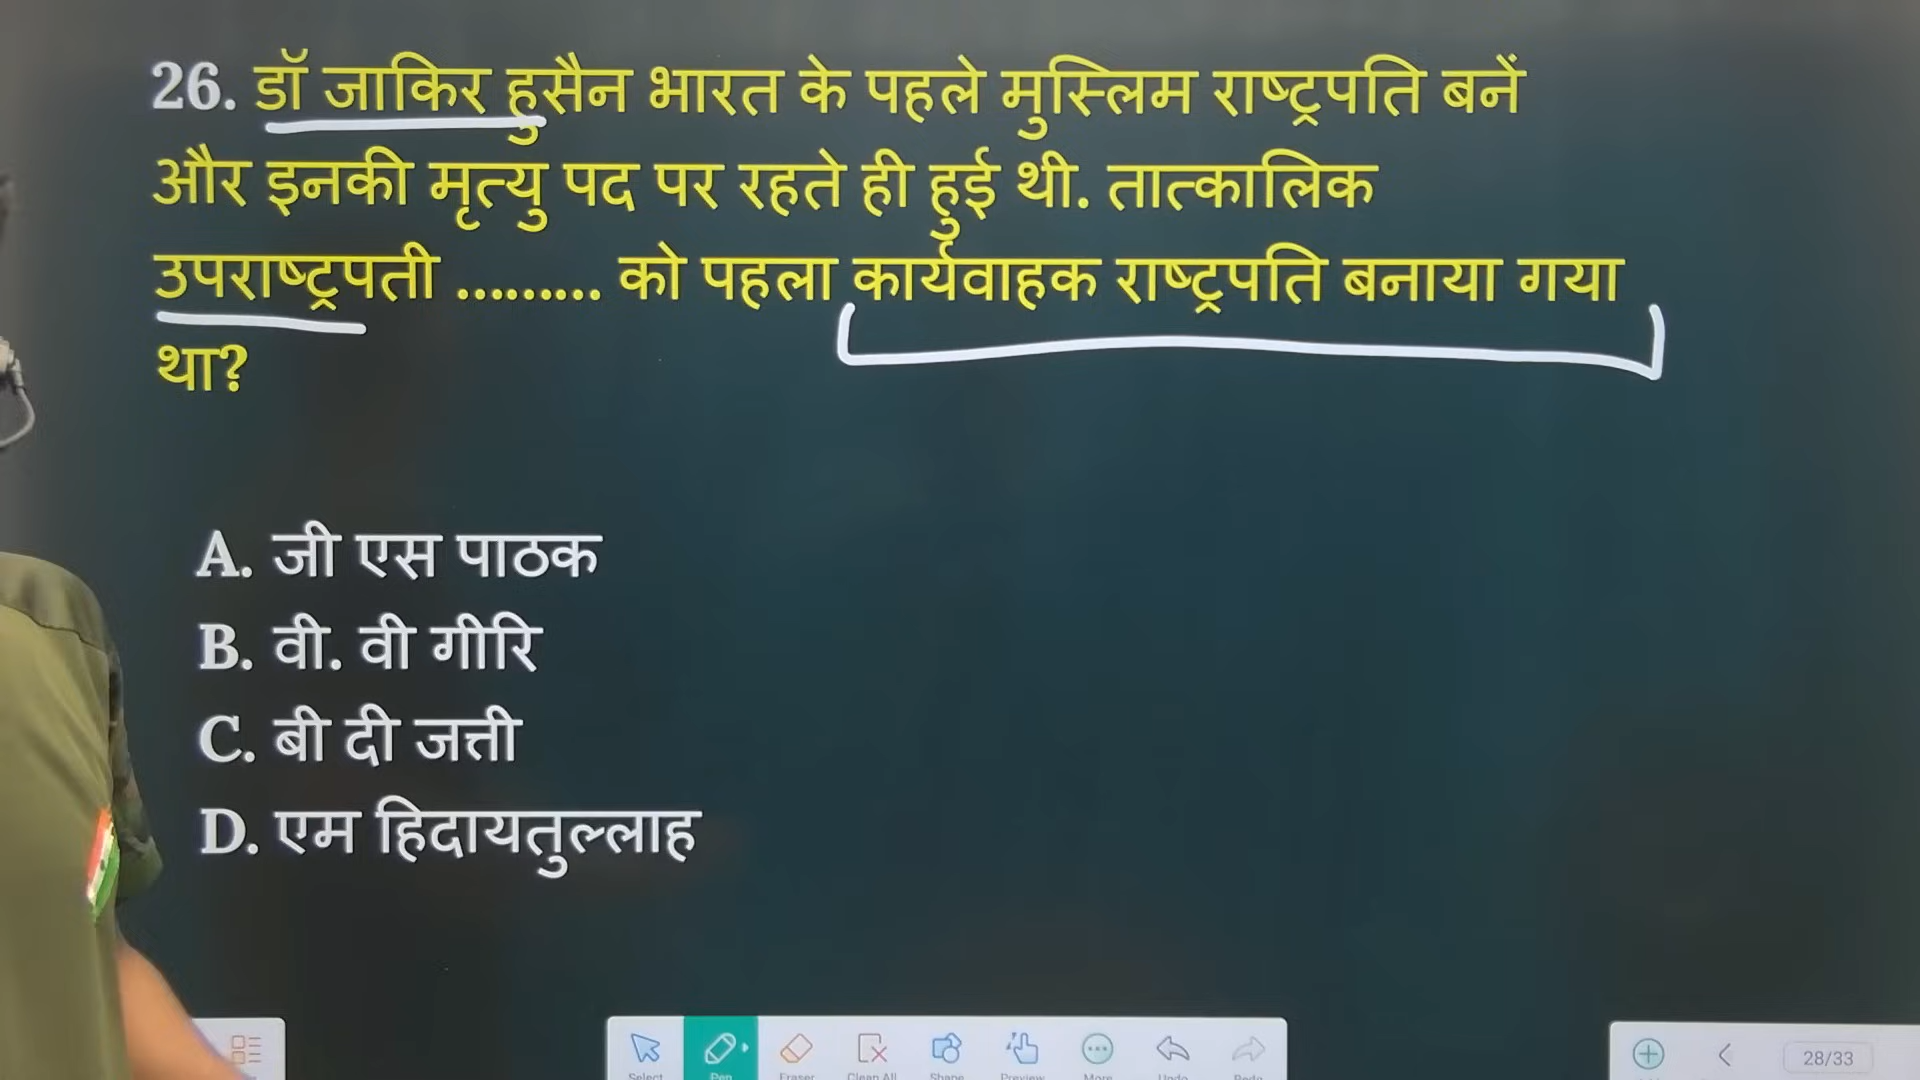 26. डॉ जाकिर हुसैन भारत के पहले मुस्लिम राष्ट्रपति बनें
और इनकी मृत्यु पद पर रहते ही हुई थी. तात्कालिक
उपराष्ट्रपती ......... को पहला कार्यवाहक राष्ट्रपति बनाया गया
था?
A. जी एस पाठक
B. वी. वी गीरि
C. बी दी जत्ती
D. एम हिदायतुल्लाह
Select Pen Eraser Clean All Shape Preview More Undo Redo
28/33